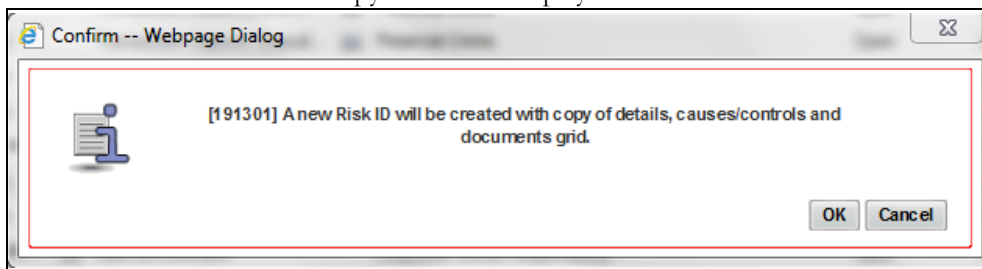 Confirm -- Webpage Dialog
[191301] A new Risk ID will be created with copy of details, causes/controls and
documents grid.
OK Cancel